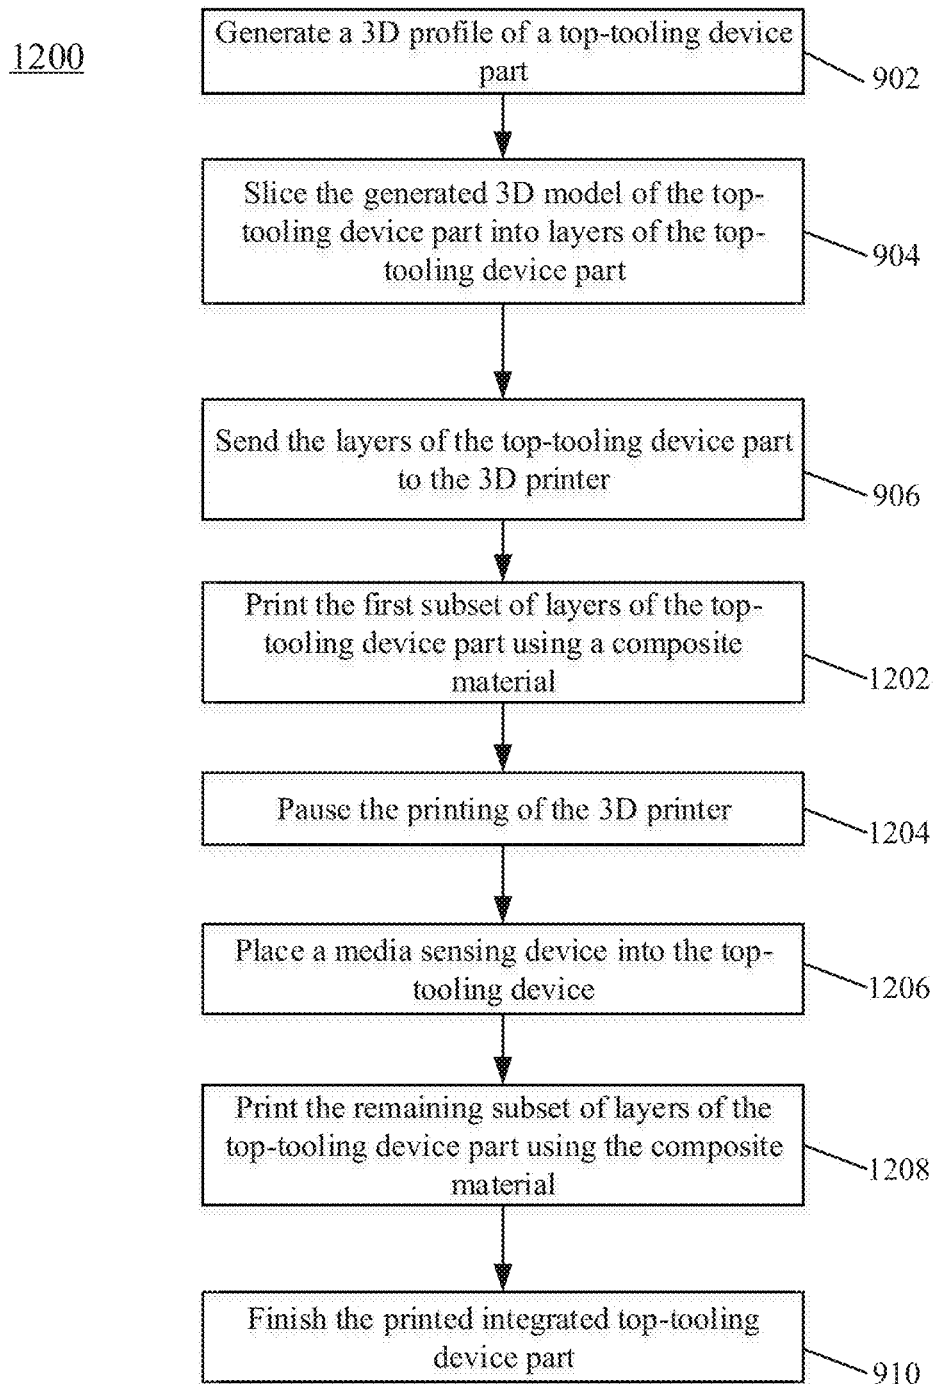 1200
Generate a 3D profile of a top-tooling device
part
902
Slice the generated 3D model of the top-
tooling device part into layers of the top-
tooling device part
904
Send the layers of the top-tooling device part
to the 3D printer
906
Print the first subset of layers of the top-
tooling device part using a composite
material
1202
Pause the printing of the 3D printer
1204
Place a media sensing device into the top-
tooling device
1206
Print the remaining subset of layers of the
top-tooling device part using the composite
material
1208
Finish the printed integrated top-tooling
device part
910